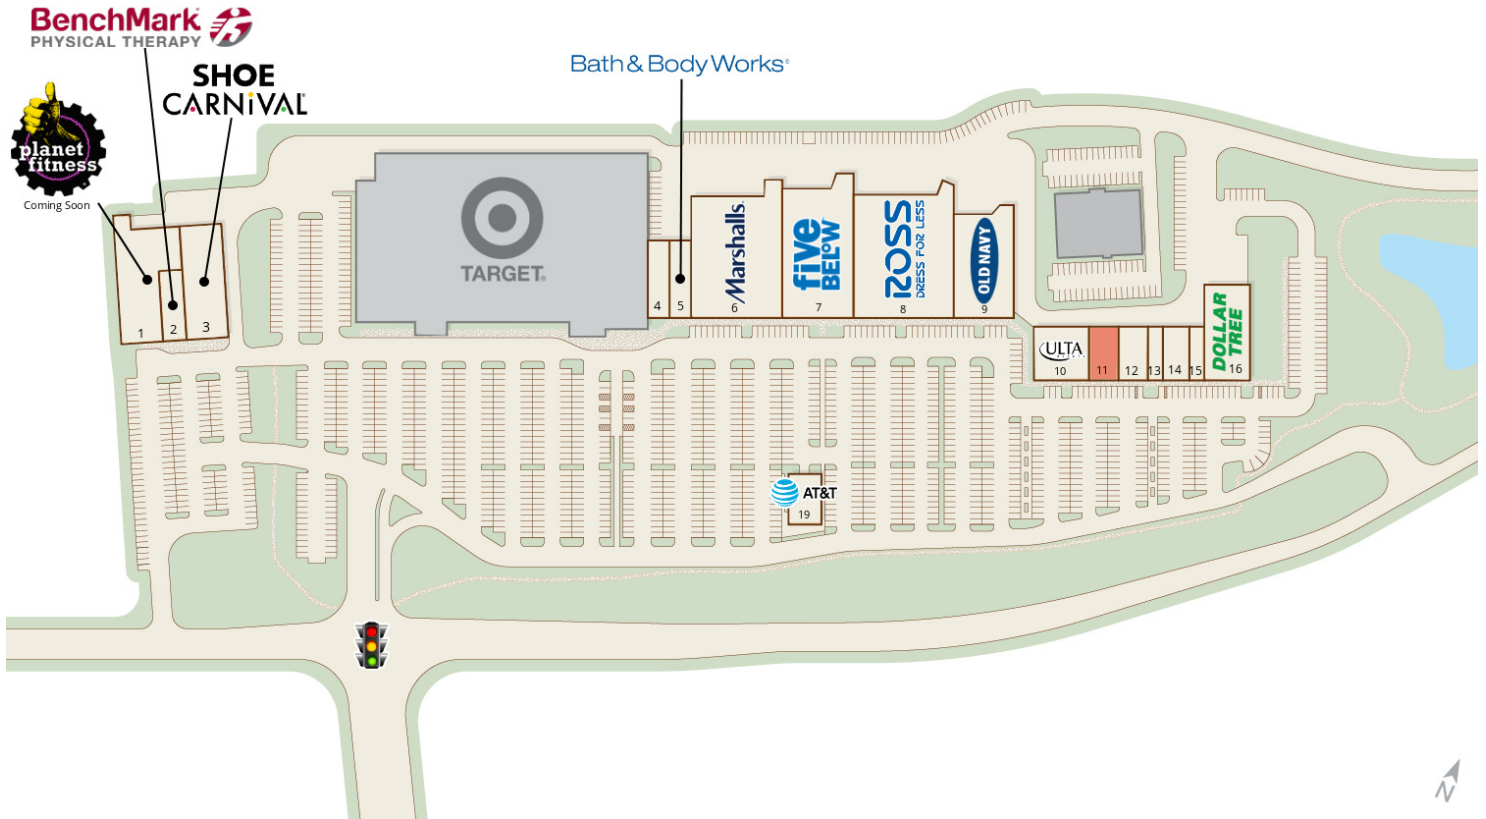 BenchMark
PHYSICAL THERAPY
SHOE
CARNiVAL
planet
fitness
Coming Soon
Bath & Body Works
TARGET
Marshalls
five
BEL°W
ROSS
DRESS FOR LESS
OLD NAVY
ULTA
DOLLAR
TREE
AT&T
1
2
3
4
5
6
7
8
9
10
11
12
13
14
15
16
19
N